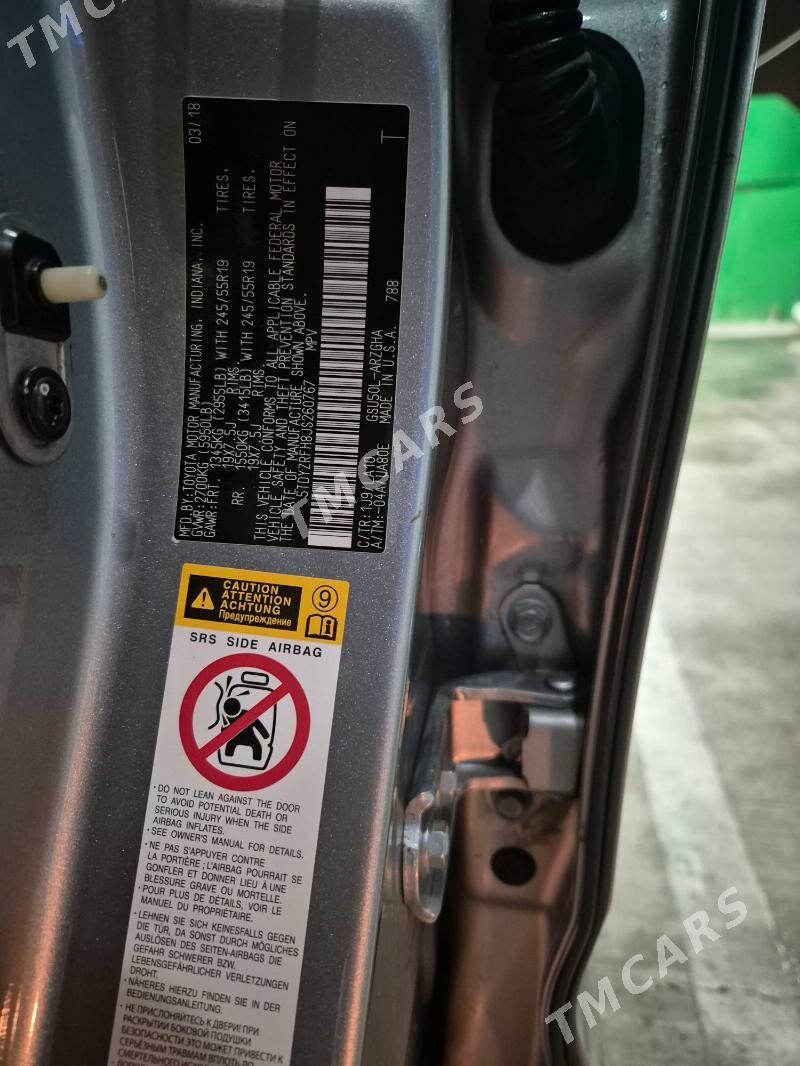 TMCARS
MFD. BY: TOYOTA MOTOR MANUFACTURING, INDIANA, INC. 03/18
GVWR: 2700KG (5950LB)
GAWR: FRT. 1345KG (2955LB) WITH 245/55R19 TIRES,
19X7.5J RIMS,
RR. 1550KG (3415LB) WITH 245/55R19 TIRES,
19X7.5J RIMS,
THIS VEHICLE CONFORMS TO ALL APPLICABLE FEDERAL MOTOR
VEHICLE SAFETY AND THEFT PREVENTION STANDARDS IN EFFECT ON
THE DATE OF MANUFACTURE SHOWN ABOVE.
MPV
C/TR: GSU50L-ARZGHA
A/TM: MADE IN U.S.A. 788
T
CAUTION
ATTENTION
ACHTUNG
Предупреждение
9
i
SRS SIDE AIRBAG
· DO NOT LEAN AGAINST THE DOOR
TO AVOID POTENTIAL DEATH OR
SERIOUS INJURY WHEN THE SIDE
AIRBAG INFLATES.
· SEE OWNER'S MANUAL FOR DETAILS.
· NE PAS S'APPUYER CONTRE
LA PORTIÈRE ; L'AIRBAG POURRAIT SE
GONFLER ET DONNER LIEU À UNE
BLESSURE GRAVE OU MORTELLE.
· POUR PLUS DE DÉTAILS, VOIR LE
MANUEL DU PROPRIÉTAIRE.
· LEHNEN SIE SICH KEINESFALLS GEGEN
DIE TÜR, DA SONST DURCH MÖGLICHES
AUSLÖSEN DES SEITEN-AIRBAGS DIE
GEFAHR SCHWERER BZW.
LEBENSGEFÄHRLICHER VERLETZUNGEN
DROHT.
· NÄHERES HIERZU FINDEN SIE IN DER
BEDIENUNGSANLEITUNG.
· НЕ ПРИСЛОНЯЙТЕСЬ К ДВЕРИ! ПРИ
РАСКРЫТИИ БОКОВОЙ ПОДУШКИ
БЕЗОПАСНОСТИ ЭТО МОЖЕТ ПРИВЕСТИ К
СЕРЬЁЗНЫМ ТРАВМАМ ВПЛОТЬ ДО
TMCARS
TMCARS